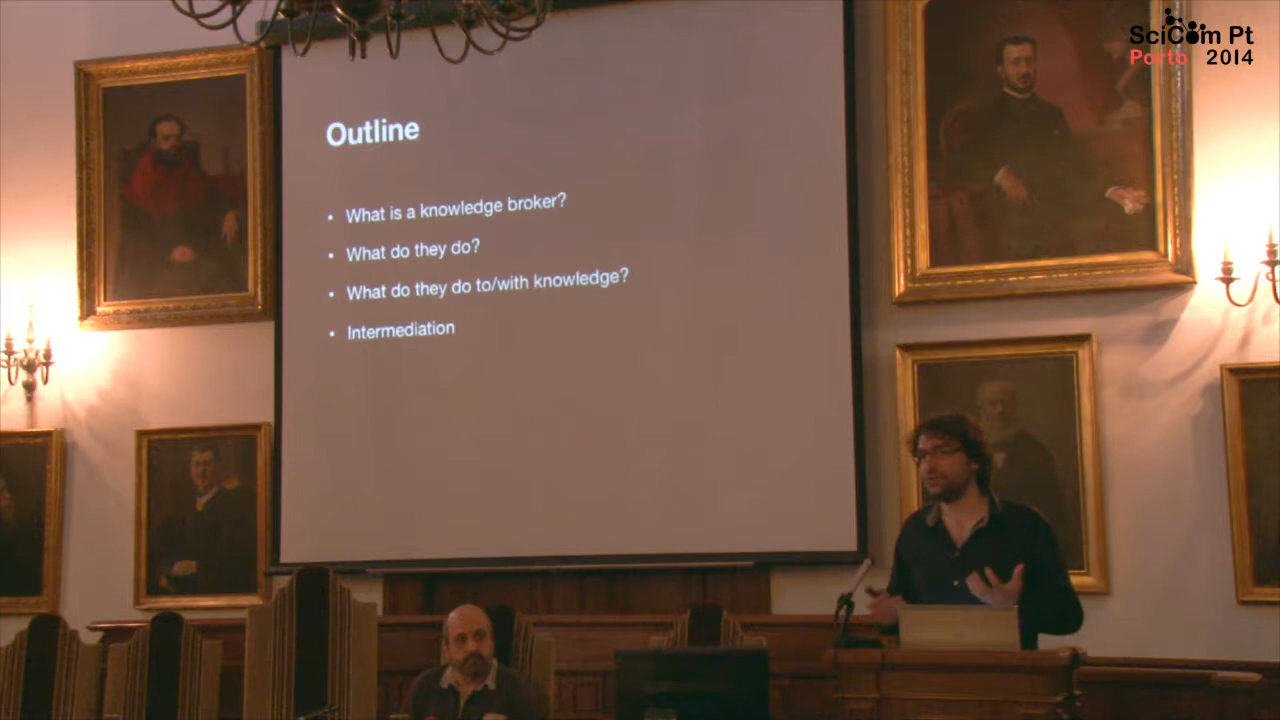 SciCom Pt
Porto 2014
Outline
• What is a knowledge broker?
• What do they do?
• What do they do to/with knowledge?
• Intermediation